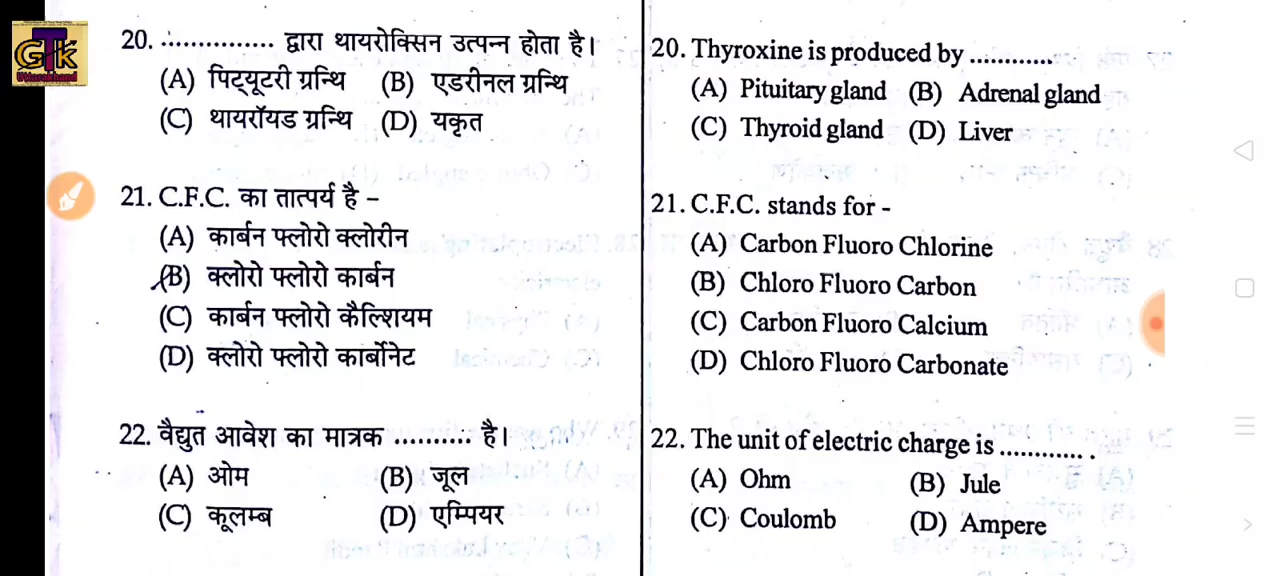 GTK
Uttarakhand
20. ............... द्वारा थायरोक्सिन उत्पन्न होता है।
(A) पिट्यूटरी ग्रन्थि (B) एडरीनल ग्रन्थि
(C) थायरॉयड ग्रन्थि (D) यकृत
21. C.F.C. का तात्पर्य है -
(A) कार्बन फ्लोरो क्लोरीन
(B) क्लोरो फ्लोरो कार्बन
(C) कार्बन फ्लोरो कैल्शियम
(D) क्लोरो फ्लोरो कार्बोनेट
22. वैद्युत आवेश का मात्रक .......... है।
(A) ओम (B) जूल
(C) कूलम्ब (D) एम्पियर
20. Thyroxine is produced by ............
(A) Pituitary gland (B) Adrenal gland
(C) Thyroid gland (D) Liver
21. C.F.C. stands for -
(A) Carbon Fluoro Chlorine
(B) Chloro Fluoro Carbon
(C) Carbon Fluoro Calcium
(D) Chloro Fluoro Carbonate
22. The unit of electric charge is ............ .
(A) Ohm (B) Jule
(C) Coulomb (D) Ampere